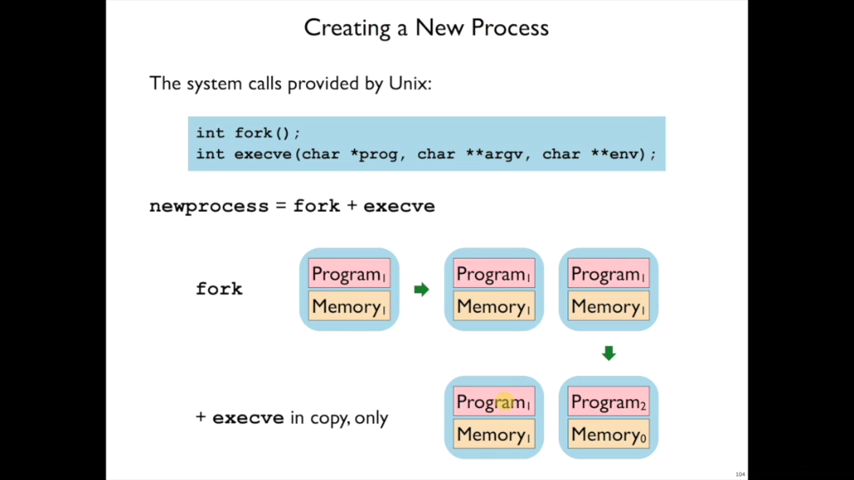 Creating a New Process
The system calls provided by Unix:
int fork();
int execve(char *prog, char **argv, char **env);
newprocess = fork + execve
fork
Program₁
Memory₁
Program₁
Memory₁
Program₁
Memory₁
+ execve in copy, only
Program₁
Memory₁
Program₂
Memory₀
104